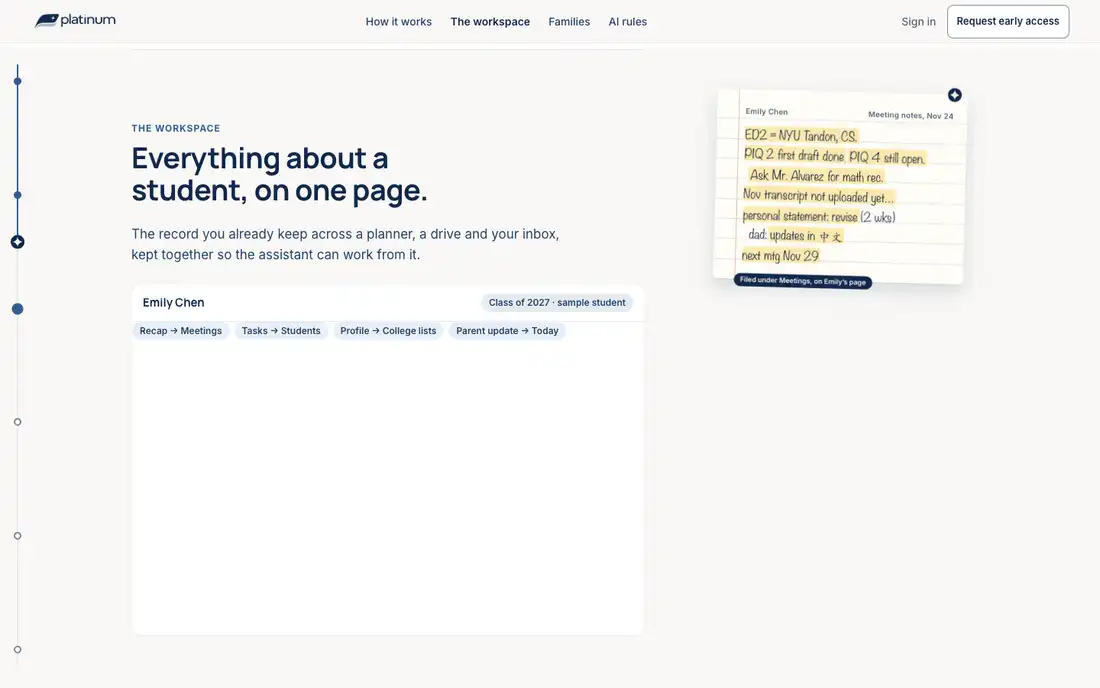 platinum
How it works
The workspace
Families
AI rules
Sign in
Request early access
THE WORKSPACE
Everything about a
student, on one page.
The record you already keep across a planner, a drive and your inbox,
kept together so the assistant can work from it.
Emily Chen
Class of 2027 · sample student
Recap → Meetings
Tasks → Students
Profile → College lists
Parent update → Today
Emily Chen
Meeting notes, Nov 24
ED2 = NYU Tandon, CS.
PIQ 2 first draft done, PIQ 4 still open.
Ask Mr. Alvarez for math rec.
Nov transcript not uploaded yet...
personal statement: revise (2 wks)
dad: updates in 中文
next mtg Nov 29
Filed under Meetings, on Emily's page